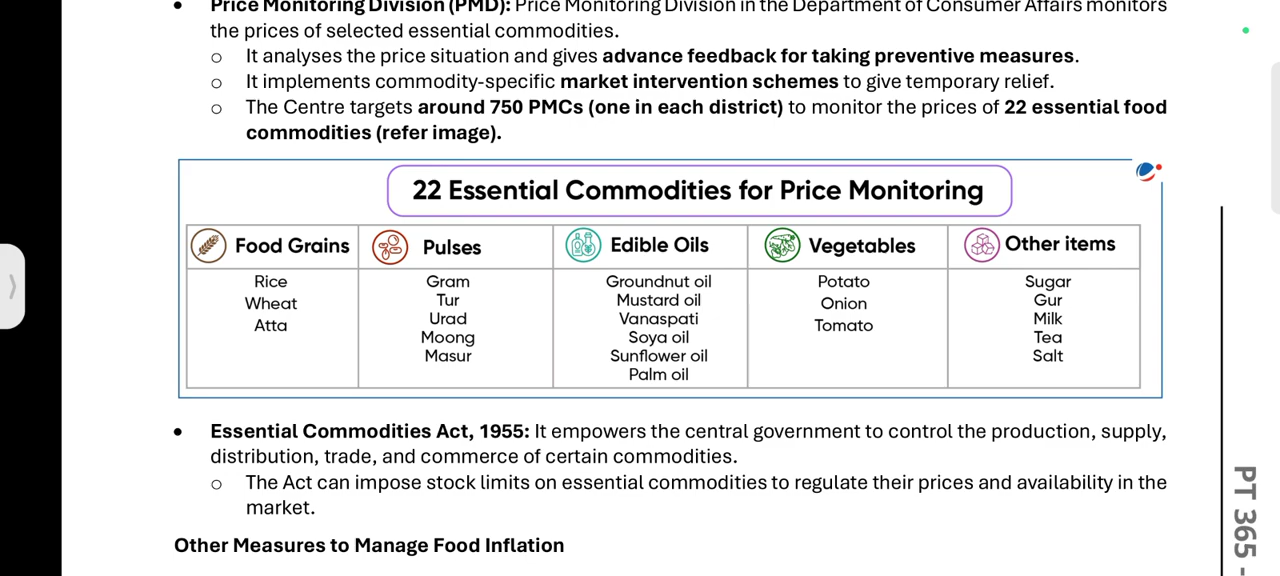 • Price Monitoring Division (PMD): Price Monitoring Division in the Department of Consumer Affairs monitors
the prices of selected essential commodities.
o It analyses the price situation and gives advance feedback for taking preventive measures.
o It implements commodity-specific market intervention schemes to give temporary relief.
o The Centre targets around 750 PMCs (one in each district) to monitor the prices of 22 essential food
commodities (refer image).
22 Essential Commodities for Price Monitoring
Food Grains
Rice
Wheat
Atta
Pulses
Gram
Tur
Urad
Moong
Masur
Edible Oils
Groundnut oil
Mustard oil
Vanaspati
Soya oil
Sunflower oil
Palm oil
Vegetables
Potato
Onion
Tomato
Other items
Sugar
Gur
Milk
Tea
Salt
• Essential Commodities Act, 1955: It empowers the central government to control the production, supply,
distribution, trade, and commerce of certain commodities.
o The Act can impose stock limits on essential commodities to regulate their prices and availability in the
market.
Other Measures to Manage Food Inflation
PT 365 -